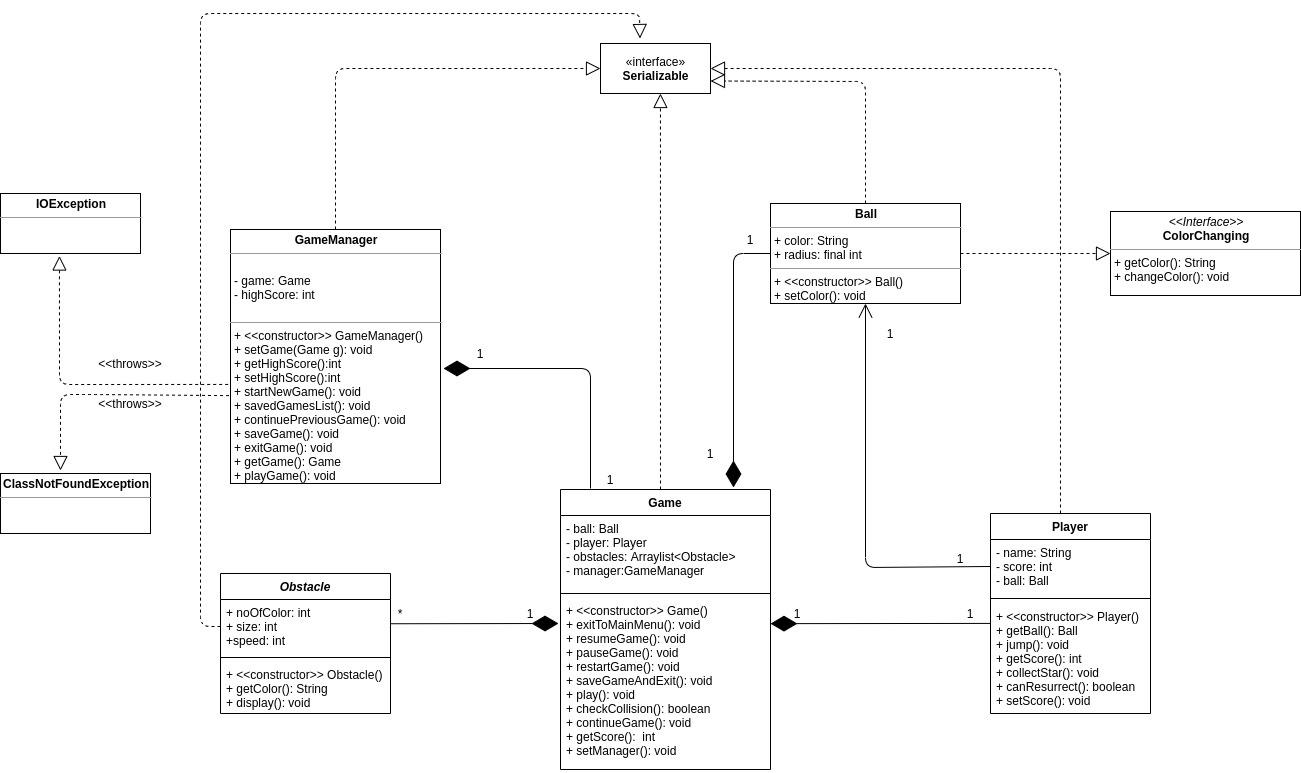 «interface»
Serializable
IOException
GameManager
- game: Game
- highScore: int
+ <<constructor>> GameManager()
+ setGame(Game g): void
+ getHighScore():int
+ setHighScore():int
+ startNewGame(): void
+ savedGamesList(): void
+ continuePreviousGame(): void
+ saveGame(): void
+ exitGame(): void
+ getGame(): Game
+ playGame(): void
Ball
+ color: String
+ radius: final int
+ <<constructor>> Ball()
+ setColor(): void
<<Interface>>
ColorChanging
+ getColor(): String
+ changeColor(): void
<<throws>>
<<throws>>
ClassNotFoundException
1
1
1
1
1
1
Game
- ball: Ball
- player: Player
- obstacles: Arraylist<Obstacle>
- manager:GameManager
+ <<constructor>> Game()
+ exitToMainMenu(): void
+ resumeGame(): void
+ pauseGame(): void
+ restartGame(): void
+ saveGameAndExit(): void
+ play(): void
+ checkCollision(): boolean
+ continueGame(): void
+ getScore(): int
+ setManager(): void
Player
- name: String
- score: int
- ball: Ball
+ <<constructor>> Player()
+ getBall(): Ball
+ jump(): void
+ getScore(): int
+ collectStar(): void
+ canResurrect(): boolean
+ setScore(): void
Obstacle
+ noOfColor: int
+ size: int
+speed: int
+ <<constructor>> Obstacle()
+ getColor(): String
+ display(): void
*
1
1
1